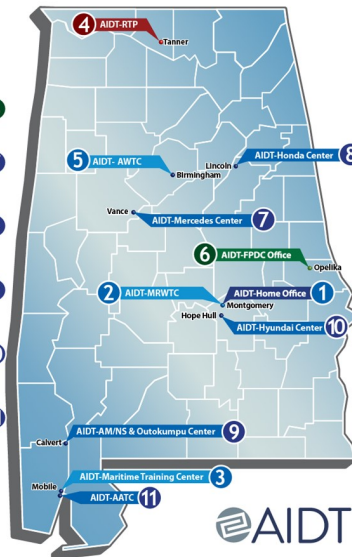 4 AIDT-RTP
Tanner
5 AIDT- AWTC
Birmingham
Lincoln
AIDT-Honda Center 8
Vance
AIDT-Mercedes Center 7
6 AIDT-FPDC Office
Opelika
2 AIDT-MRWTC
AIDT-Home Office 1
Montgomery
Hope Hull
AIDT-Hyundai Center 10
AIDT-AM/NS & Outokumpu Center 9
Calvert
AIDT-Maritime Training Center 3
Mobile
AIDT-AATC 11
AIDT